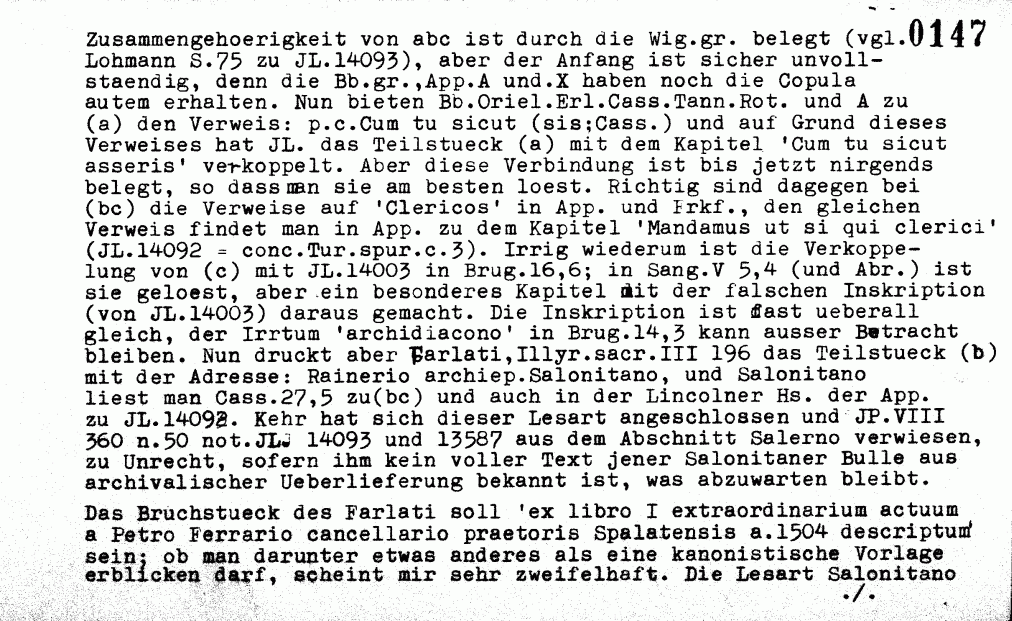 0147
Zusammengehoerigkeit von abc ist durch die Wig.gr. belegt (vgl.
Lohmann S.75 zu JL.14093), aber der Anfang ist sicher unvoll-
staendig, denn die Bb.gr.,App.A und.X haben noch die Copula
autem erhalten. Nun bieten Bb.Oriel.Erl.Cass.Tann.Rot. und A zu
(a) den Verweis: p.c.Cum tu sicut (sis;Cass.) und auf Grund dieses
Verweises hat JL. das Teilstueck (a) mit dem Kapitel 'Cum tu sicut
asseris' verkoppelt. Aber diese Verbindung ist bis jetzt nirgends
belegt, so dass man sie am besten loest. Richtig sind dagegen bei
(bc) die Verweise auf 'Clericos' in App. und Frkf., den gleichen
Verweis findet man in App. zu dem Kapitel 'Mandamus ut si qui clerici'
(JL.14092 = conc.Tur.spur.c.3). Irrig wiederum ist die Verkoppe-
lung von (c) mit JL.14003 in Brug.16,6; in Sang.V 5,4 (und Abr.) ist
sie geloest, aber ein besonderes Kapitel mit der falschen Inskription
(von JL.14003) daraus gemacht. Die Inskription ist fast ueberall
gleich, der Irrtum 'archidiacono' in Brug.14,3 kann ausser Betracht
bleiben. Nun druckt aber Farlati,Illyr.sacr.III 196 das Teilstueck (b)
mit der Adresse: Rainerio archiep.Salonitano, und Salonitano
liest man Cass.27,5 zu(bc) und auch in der Lincolner Hs. der App.
zu JL.14092. Kehr hat sich dieser Lesart angeschlossen und JP.VIII
360 n.50 not.JL. 14093 und 13587 aus dem Abschnitt Salerno verwiesen,
zu Unrecht, sofern ihm kein voller Text jener Salonitaner Bulle aus
archivalischer Ueberlieferung bekannt ist, was abzuwarten bleibt.
Das Bruchstueck des Farlati soll 'ex libro I extraordinarium actuum
a Petro Ferrario cancellario praetoris Spalatensis a.1504 descriptum'
sein; ob man darunter etwas anderes als eine kanonistische Vorlage
erblicken darf, scheint mir sehr zweifelhaft. Die Lesart Salonitano
./.